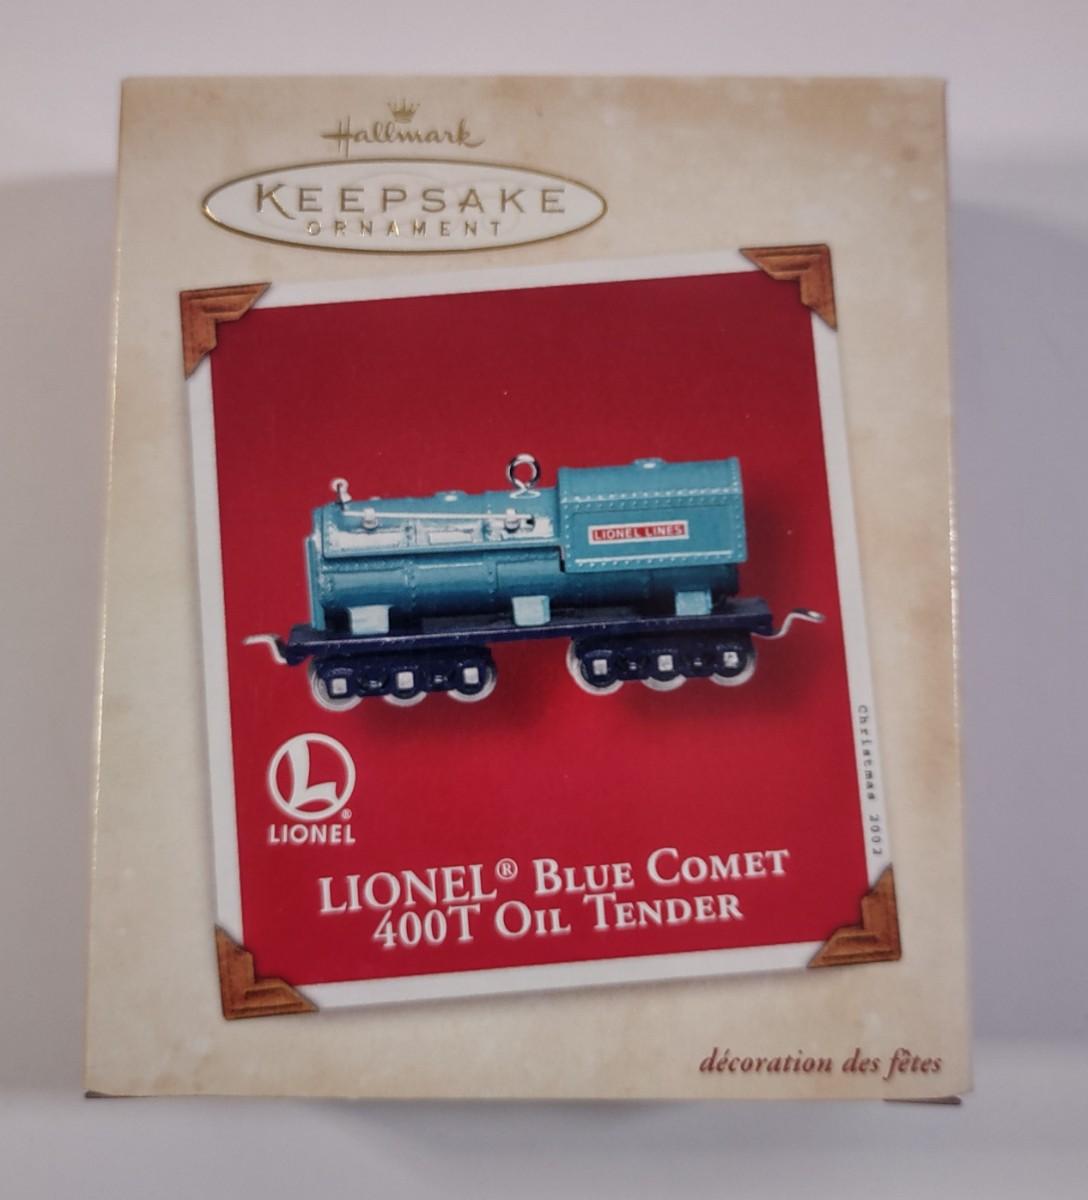 Hallmark
KEEPSAKE
ORNAMENT
LIONEL LINES
Christmas 2002
L
®
LIONEL
LIONEL® BLUE COMET
400T OIL TENDER
décoration des fêtes